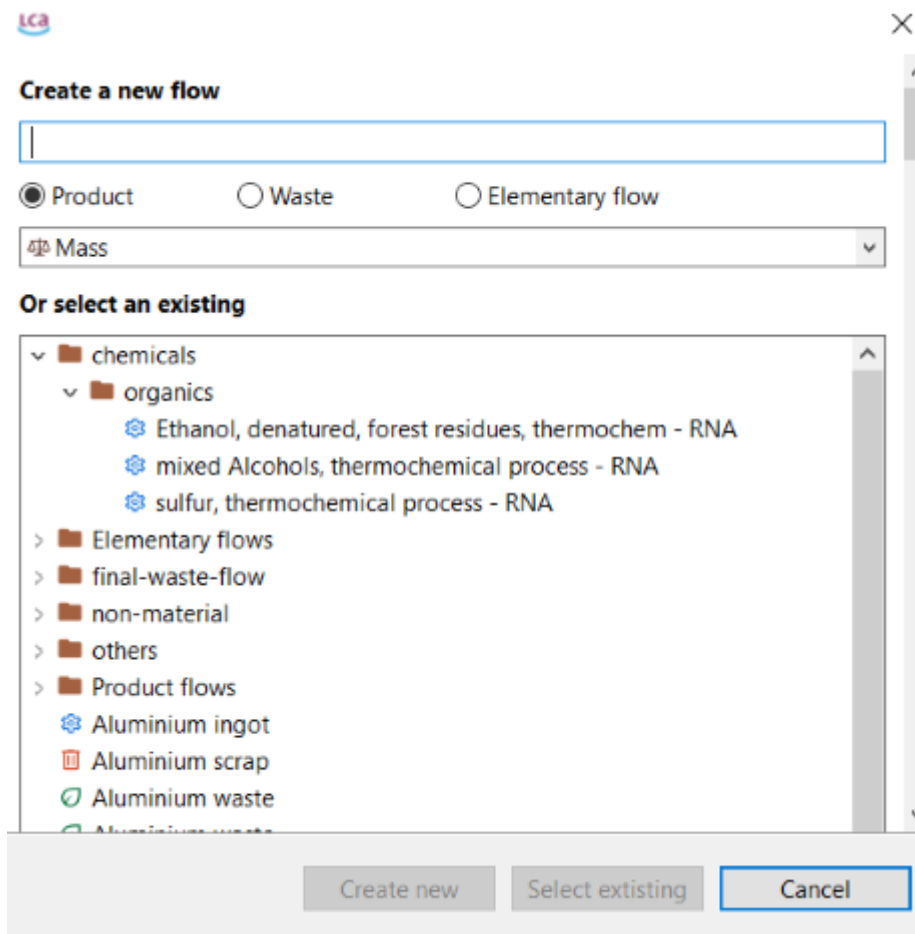 LCA
Create a new flow
Product Waste Elementary flow
Mass
Or select an existing
chemicals
organics
Ethanol, denatured, forest residues, thermochem - RNA
mixed Alcohols, thermochemical process - RNA
sulfur, thermochemical process - RNA
Elementary flows
final-waste-flow
non-material
others
Product flows
Aluminium ingot
Aluminium scrap
Aluminium waste
Create new Select extisting Cancel